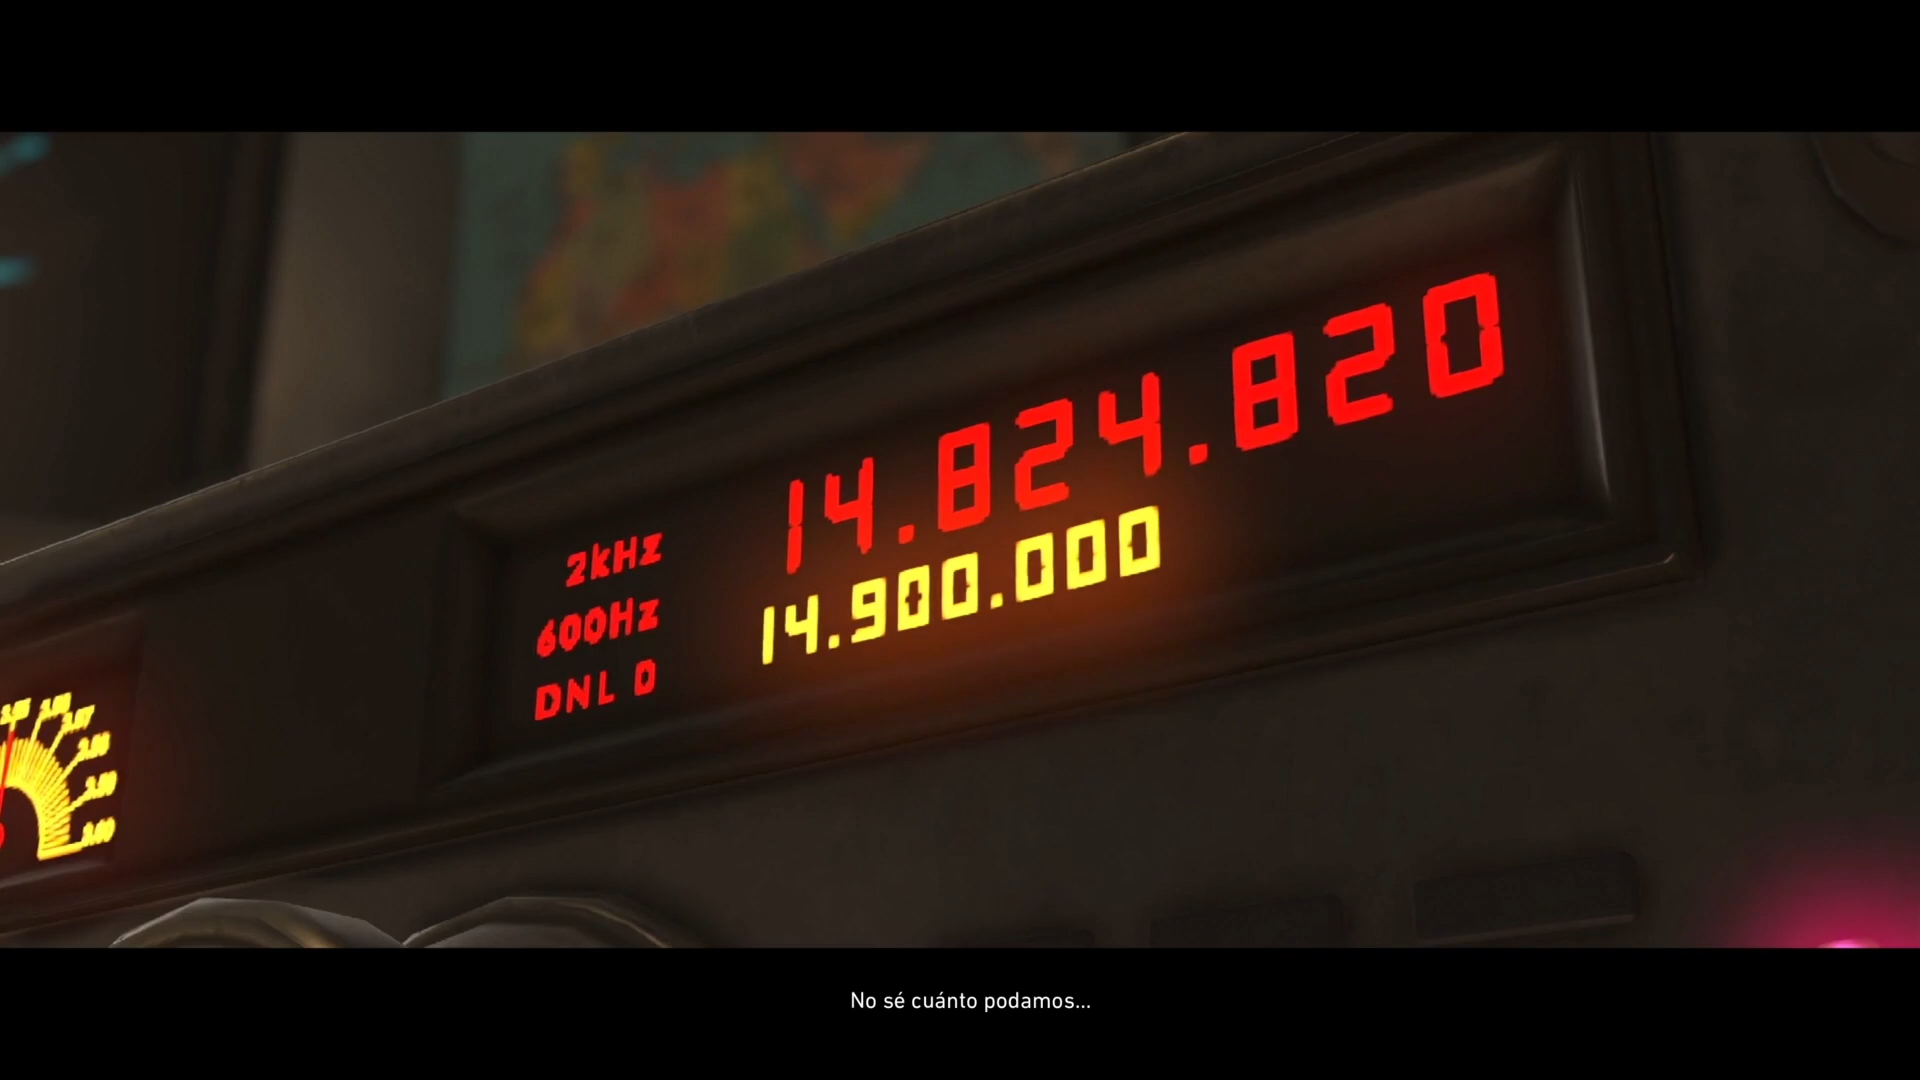 14.824.820
2kHz
14.900.000
600Hz
DNL 0
No sé cuánto podamos...